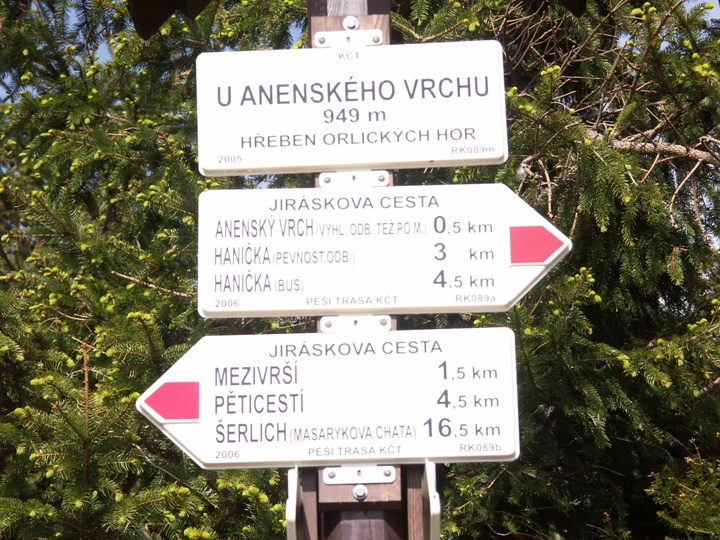 KČT
U ANENSKÉHO VRCHU
949 m
HŘEBEN ORLICKÝCH HOR
2005 RK089m
JIRÁSKOVA CESTA
ANENSKÝ VRCH (VYHL.,ODB.,TEŽ PO M.) 0,5 km
HANIČKA (PEVNOST,ODB.) 3 km
HANIČKA (BUS) 4,5 km
2006 PĚŠÍ TRASA KČT RK089a
JIRÁSKOVA CESTA
MEZIVRŠÍ 1,5 km
PĚTICESTÍ 4,5 km
ŠERLICH (MASARYKOVA CHATA) 16,5 km
2006 PĚŠÍ TRASA KČT RK089b